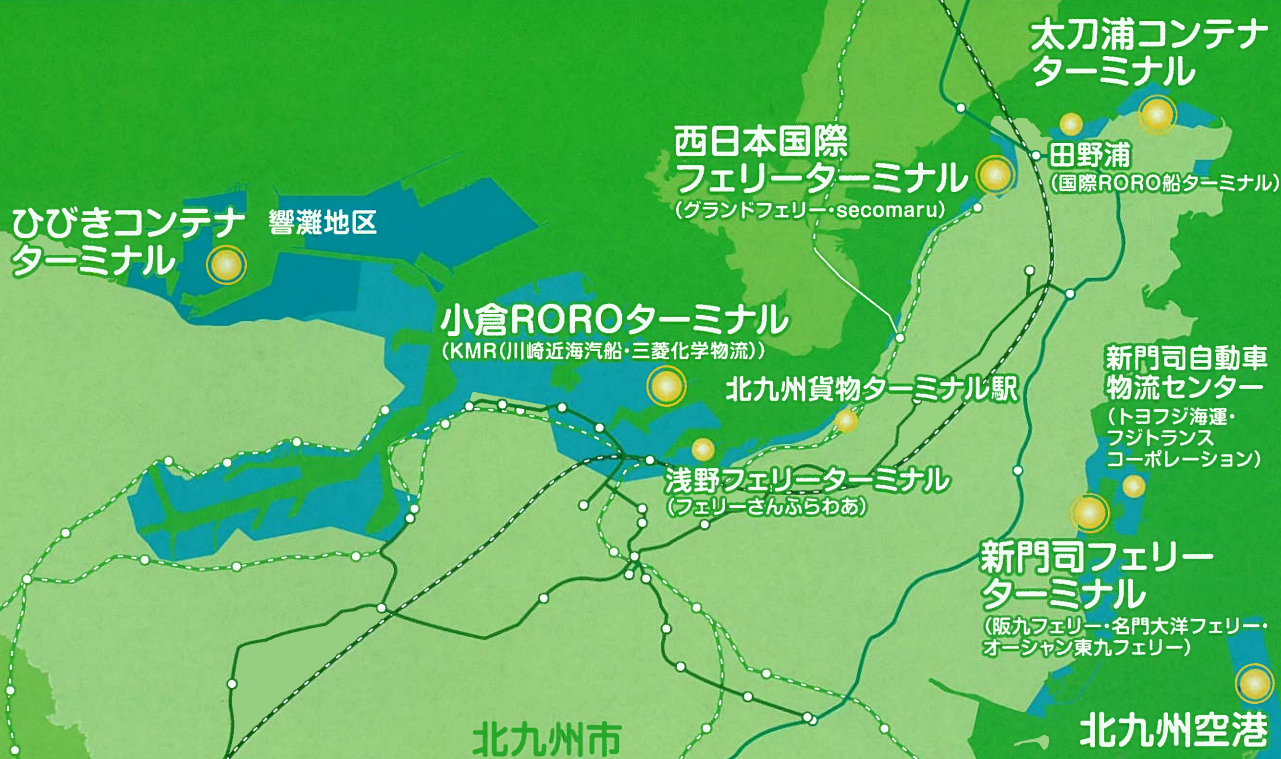 太刀浦コンテナ
ターミナル
西日本国際
フェリーターミナル
(グランドフェリー・secomaru)
田野浦
(国際RORO船ターミナル)
ひびきコンテナ
ターミナル
響灘地区
小倉ROROターミナル
(KMR(川崎近海汽船・三菱化学物流))
北九州貨物ターミナル駅
新門司自動車
物流センター
(トヨフジ海運・
フジトランス
コーポレーション)
浅野フェリーターミナル
(フェリーさんふらわあ)
新門司フェリー
ターミナル
(阪九フェリー・名門大洋フェリー・
オーシャン東九フェリー)
北九州空港
北九州市